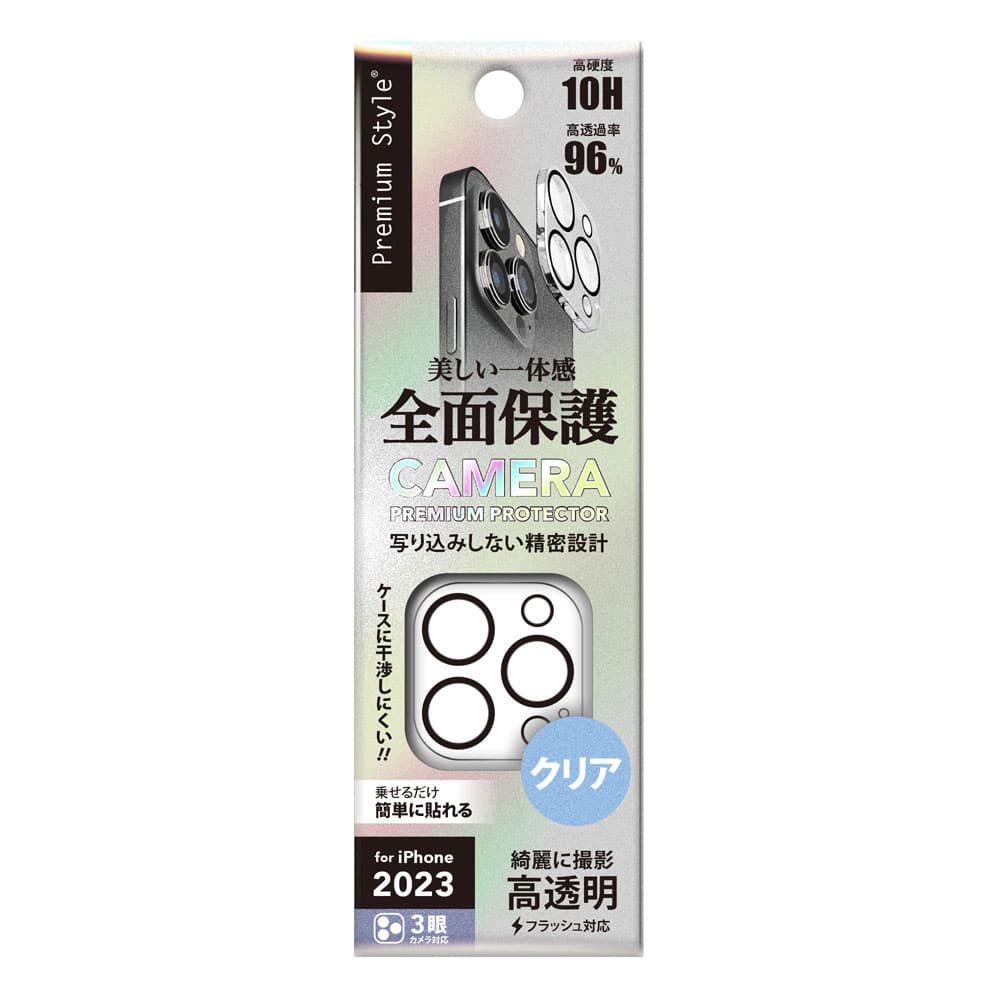 Premium Style®
高硬度
10H
高透過率
96%
美しい一体感
全面保護
CAMERA
PREMIUM PROTECTOR
写り込みしない精密設計
ケースに干渉しにくい!!
クリア
乗せるだけ
簡単に貼れる
for iPhone
2023
3眼
カメラ対応
綺麗に撮影
高透明
フラッシュ対応